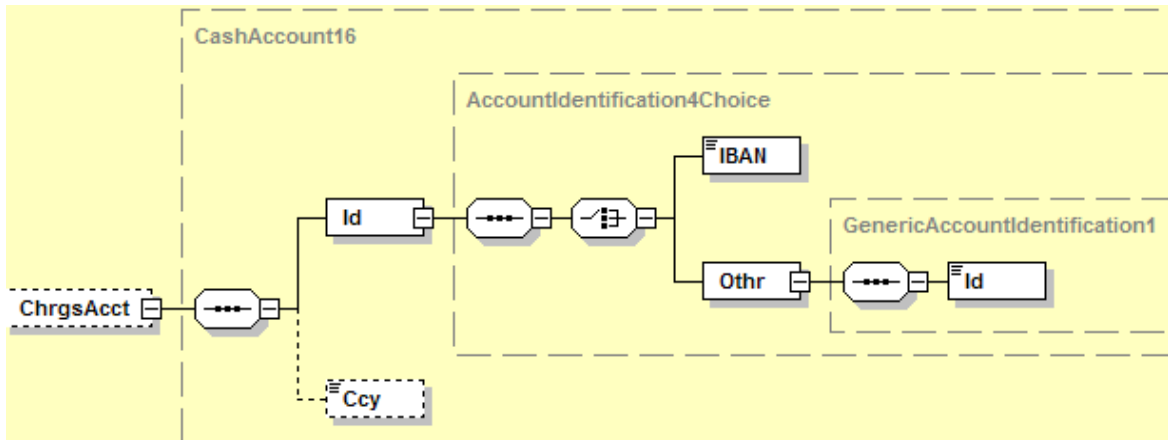 CashAccount16
AccountIdentification4Choice
IBAN
Id
GenericAccountIdentification1
Othr
Id
ChrgsAcct
Ccy